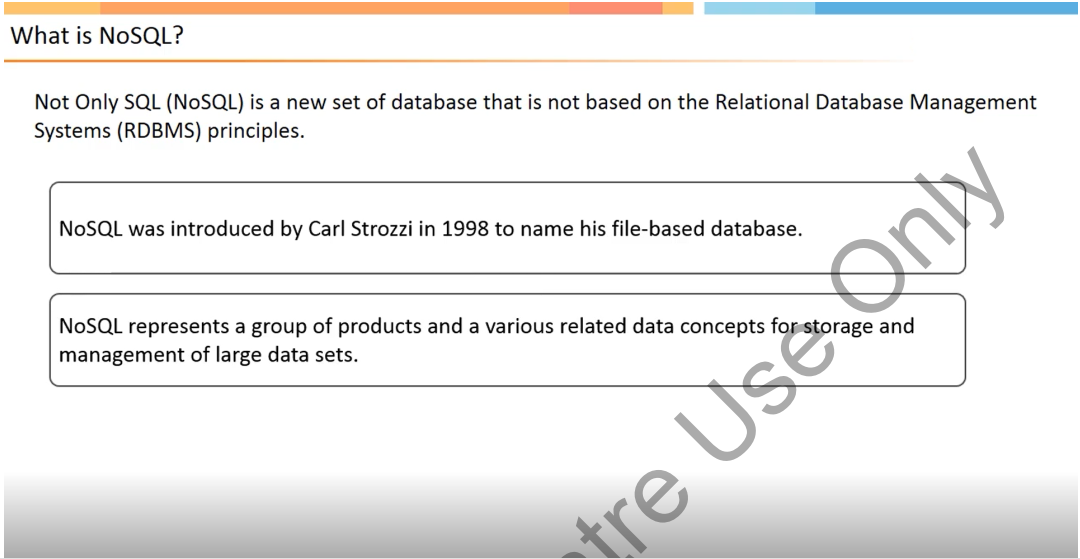 What is NoSQL?
Not Only SQL (NoSQL) is a new set of database that is not based on the Relational Database Management
Systems (RDBMS) principles.
NoSQL was introduced by Carl Strozzi in 1998 to name his file-based database.
NoSQL represents a group of products and a various related data concepts for storage and
management of large data sets.
Use Only